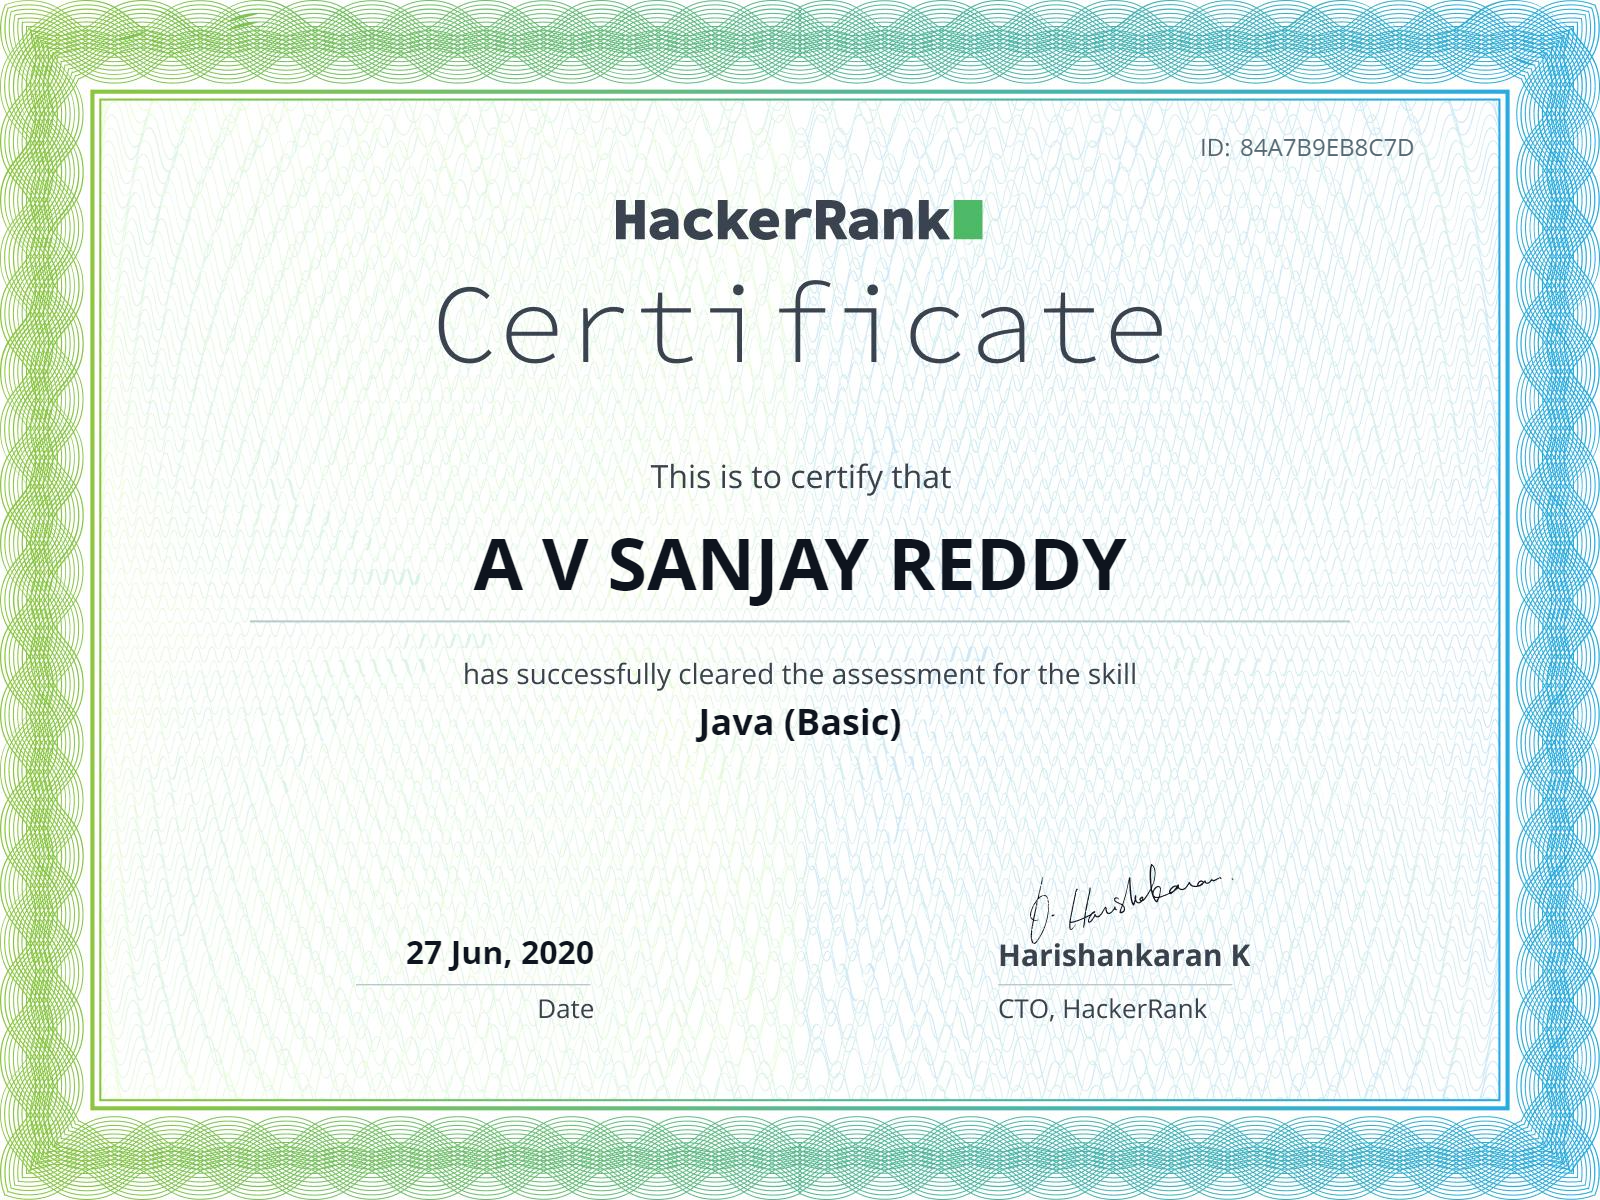 ID: 84A7B9EB8C7D
HackerRank
Certificate
This is to certify that
A V SANJAY REDDY
has successfully cleared the assessment for the skill
Java (Basic)
27 Jun, 2020
Date
Harishankaran K
CTO, HackerRank